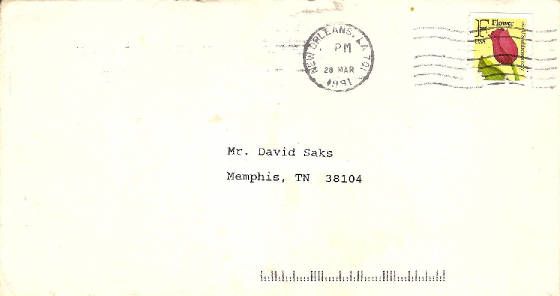 F Flower
USA
NEW ORLEANS, LA 701
PM
28 MAR
1991
Mr. David Saks
Memphis, TN 38104